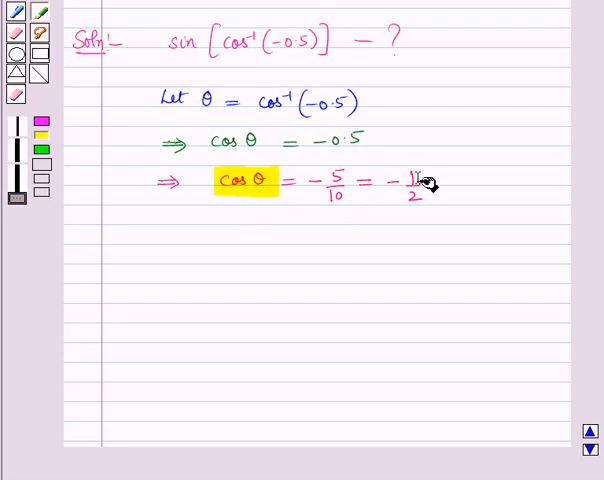 Soln:- sin [cos⁻¹(-0.5)] - ?
Let θ = cos⁻¹(-0.5)
⇒ cos θ = -0.5
⇒ cos θ = - 5/10 = - 1/2